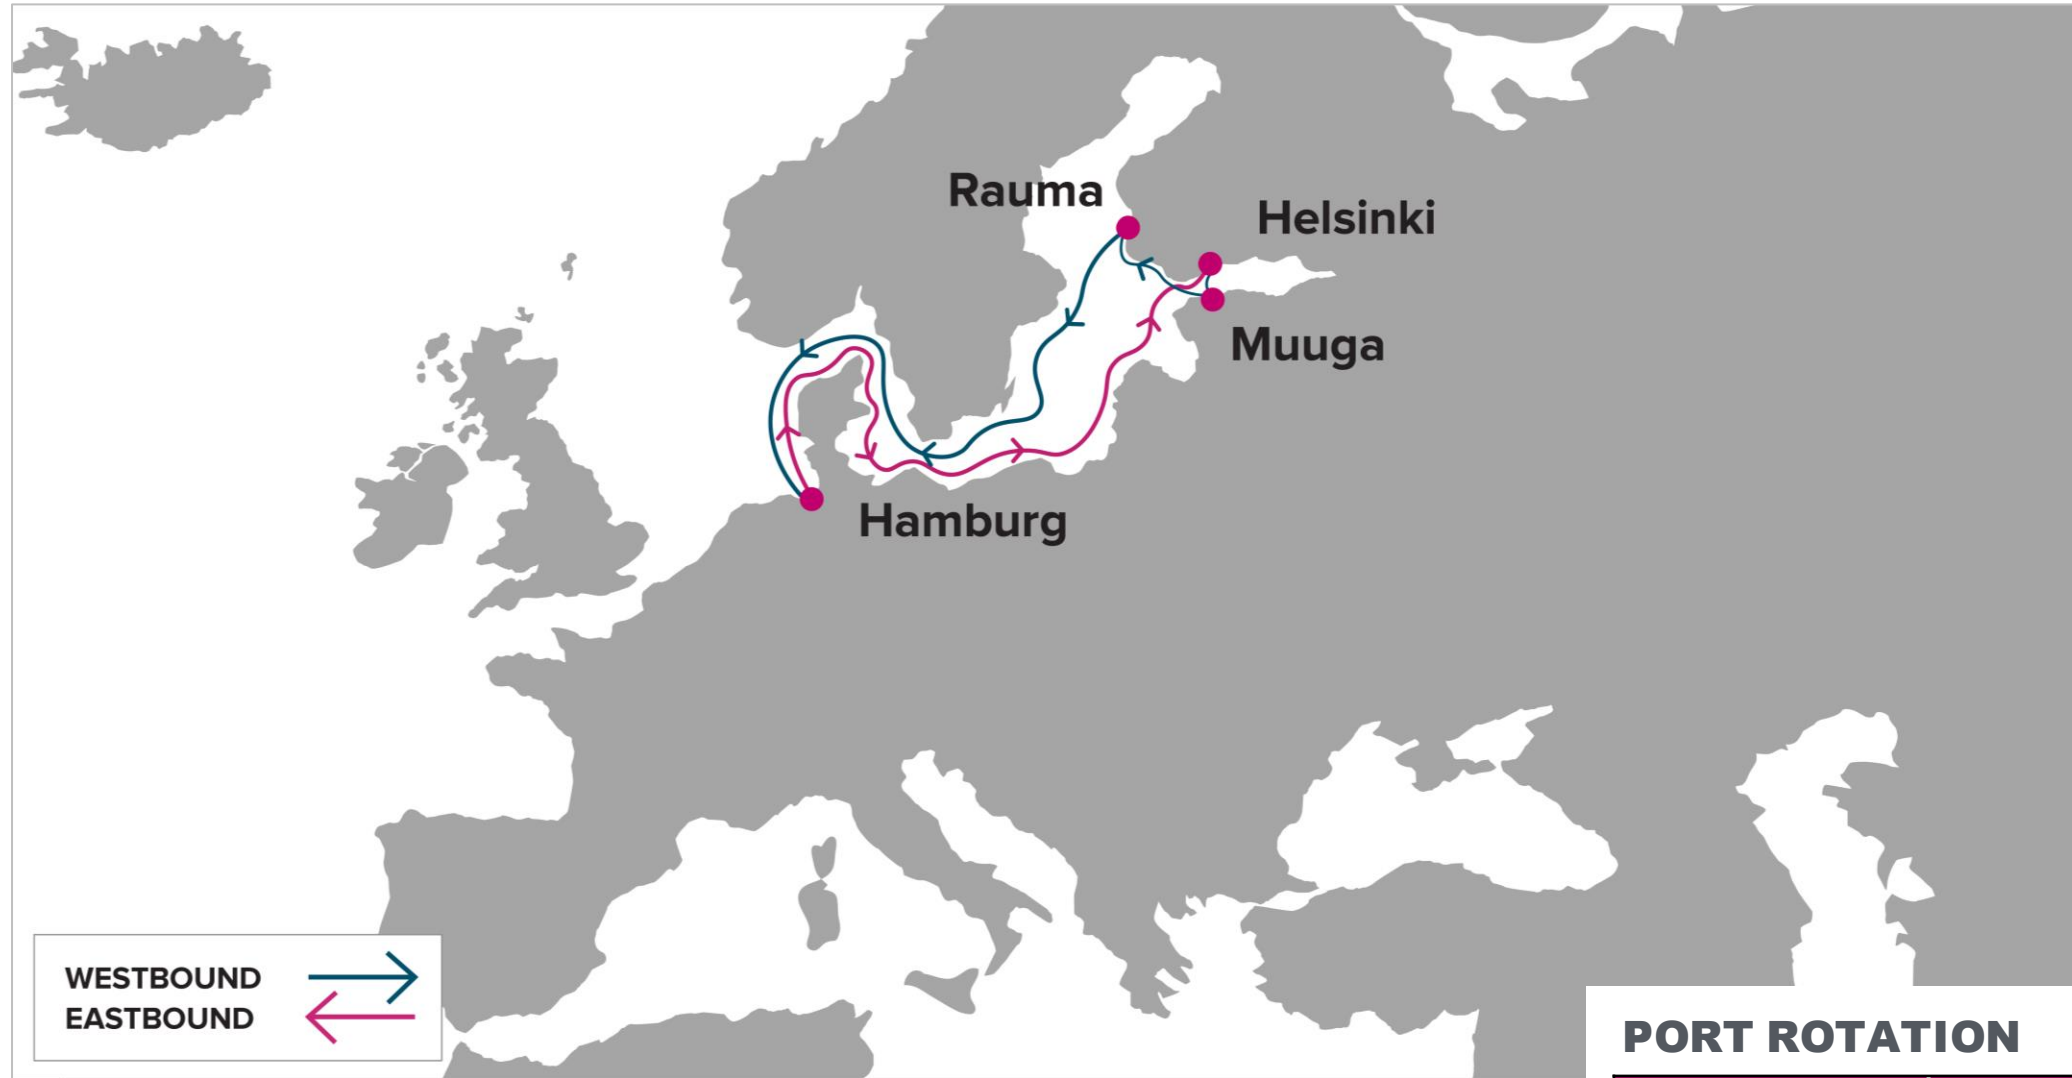 Rauma
Helsinki
Muuga
Hamburg
WESTBOUND
EASTBOUND
PORT ROTATION